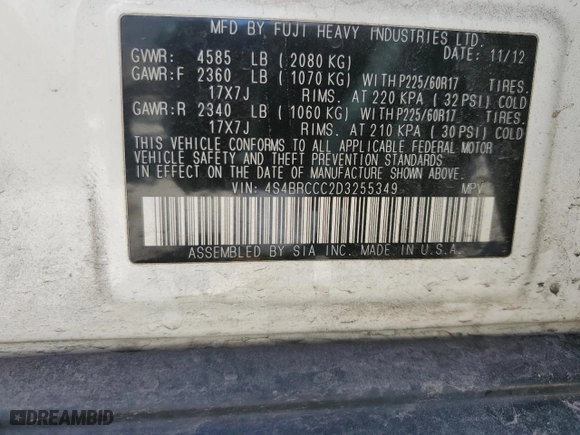 MFD BY FUJI HEAVY INDUSTRIES LTD.
GVWR: 4585 LB ( 2080 KG) DATE: 11/12
GAWR:F 2360 LB ( 1070 KG) WITH P225/60R17 TIRES.
17X7J RIMS. AT 220 KPA ( 32 PSI) COLD
GAWR:R 2340 LB ( 1060 KG) WITH P225/60R17 TIRES.
17X7J RIMS. AT 210 KPA ( 30 PSI) COLD
THIS VEHICLE CONFORMS TO ALL APPLICABLE FEDERAL MOTOR
VEHICLE SAFETY AND THEFT PREVENTION STANDARDS
IN EFFECT ON THE DATE OF MANUFACTURE SHOWN ABOVE.
VIN: 4S4BRCCC2D3255349 MPV
ASSEMBLED BY SIA INC. MADE IN U.S.A.
DREAMBID